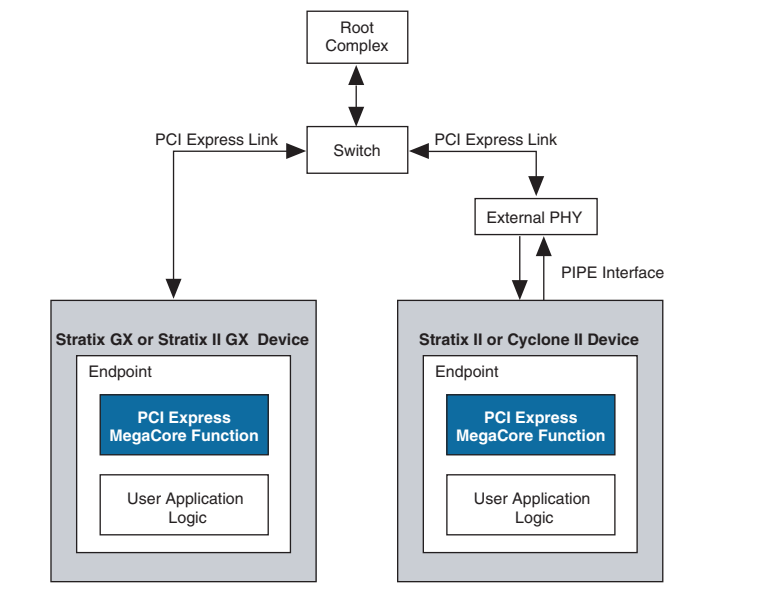 Root
Complex
PCI Express Link
Switch
PCI Express Link
External PHY
PIPE Interface
Stratix GX or Stratix II GX Device
Endpoint
PCI Express
MegaCore Function
User Application
Logic
Stratix II or Cyclone II Device
Endpoint
PCI Express
MegaCore Function
User Application
Logic